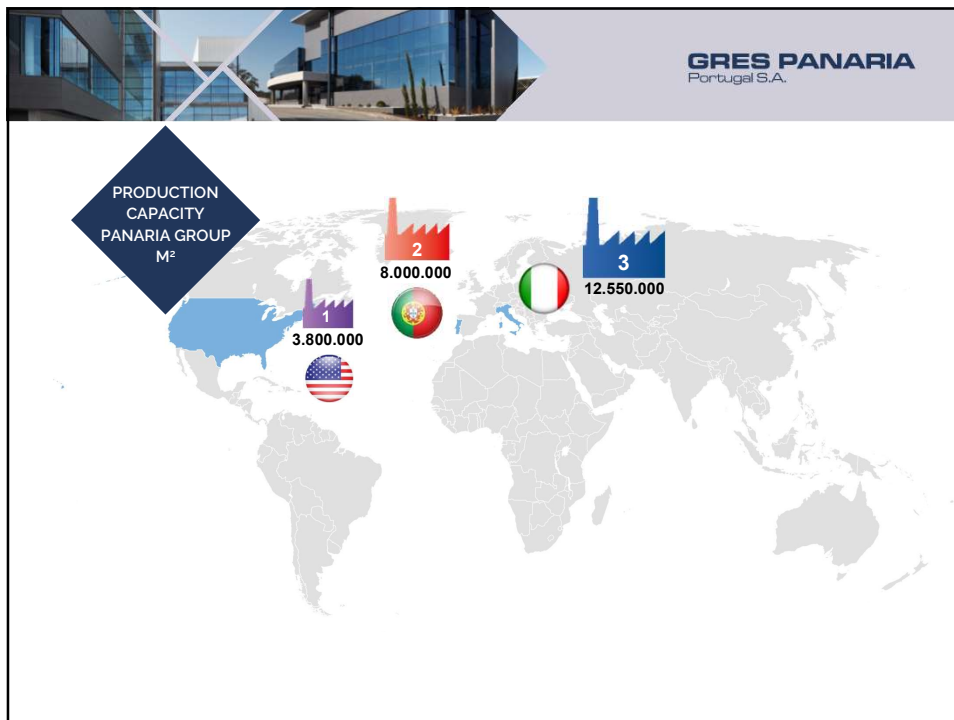 GRES PANARIA
Portugal S.A.
PRODUCTION
CAPACITY
PANARIA GROUP
M²
1
3.800.000
2
8.000.000
3
12.550.000